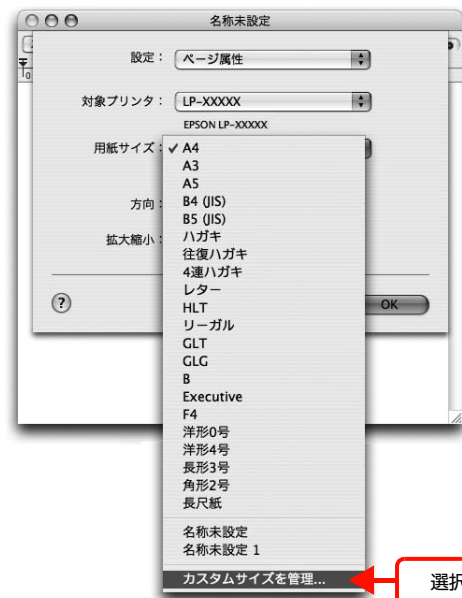 名称未設定
設定：
ページ属性
対象プリンタ：
LP-XXXXX
EPSON LP-XXXXX
用紙サイズ：
✓ A4
A3
A5
B4 (JIS)
B5 (JIS)
ハガキ
往復ハガキ
4連ハガキ
レター
HLT
リーガル
GLT
GLG
B
Executive
F4
洋形0号
洋形4号
長形3号
角形2号
長尺紙
名称未設定
名称未設定 1
カスタムサイズを管理...
方向：
拡大縮小：
?
OK
0
選択